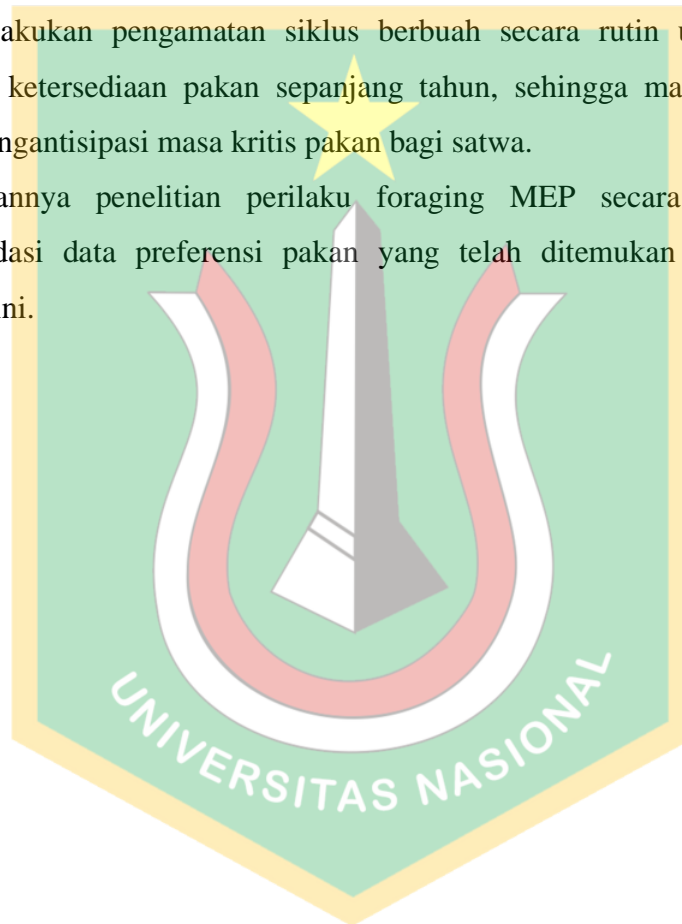 akukan pengamatan siklus berbuah secara rutin u
ketersediaan pakan sepanjang tahun, sehingga ma
ngantisipasi masa kritis pakan bagi satwa.
annya penelitian perilaku foraging MEP secara
dasi data preferensi pakan yang telah ditemukan
ini.
UNIVERSITAS NASIONAL